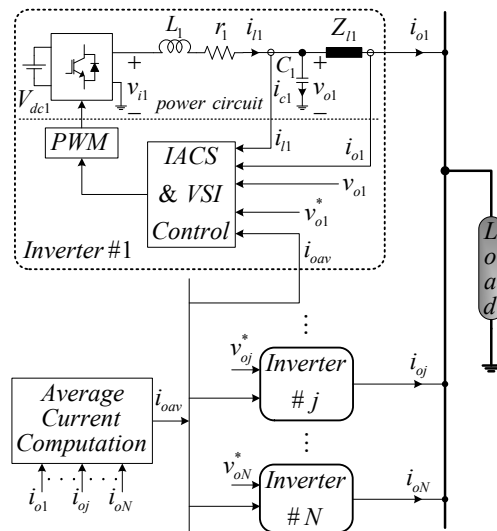 L1 r1 il1 Zl1 io1
Vdc1 + vi1 − C1 ic1 + vo1 −
power circuit
PWM
IACS
& VSI
Control
il1
io1
vo1
v*o1
Inverter #1
ioav
Load
...
v*oj
Inverter
# j
ioj
Average
Current
Computation
ioav
...
v*oN
Inverter
# N
ioN
io1 ... ioj ... ioN